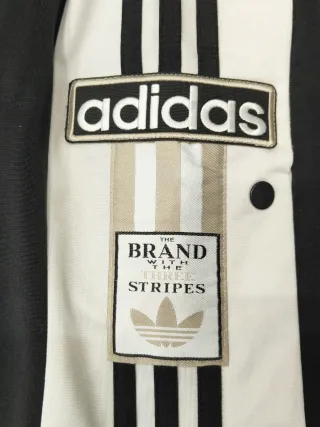 adidas
THE
BRAND
WITH
THE
THREE
STRIPES